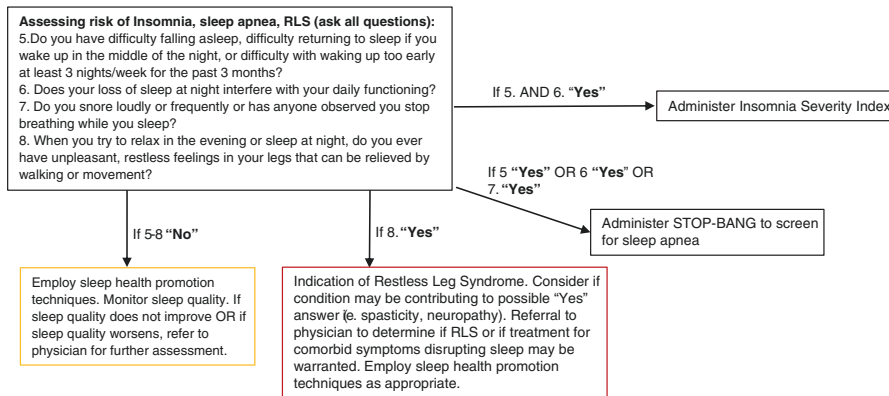 Assessing risk of Insomnia, sleep apnea, RLS (ask all questions):
5.Do you have difficulty falling asleep, difficulty returning to sleep if you
wake up in the middle of the night, or difficulty with waking up too early
at least 3 nights/week for the past 3 months?
6. Does your loss of sleep at night interfere with your daily functioning?
7. Do you snore loudly or frequently or has anyone observed you stop
breathing while you sleep?
8. When you try to relax in the evening or sleep at night, do you ever
have unpleasant, restless feelings in your legs that can be relieved by
walking or movement?
If 5. AND 6. “Yes”
Administer Insomnia Severity Index
If 5 “Yes” OR 6 “Yes” OR
7. “Yes”
Administer STOP-BANG to screen
for sleep apnea
If 5-8 “No”
If 8. “Yes”
Employ sleep health promotion
techniques. Monitor sleep quality. If
sleep quality does not improve OR if
sleep quality worsens, refer to
physician for further assessment.
Indication of Restless Leg Syndrome. Consider if
condition may be contributing to possible “Yes”
answer (e. spasticity, neuropathy). Referral to
physician to determine if RLS or if treatment for
comorbid symptoms disrupting sleep may be
warranted. Employ sleep health promotion
techniques as appropriate.